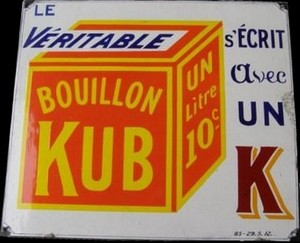 LE
VÉRITABLE
BOUILLON
KUB
UN
Litre
10c
s'ÉCRIT
avec
UN
K